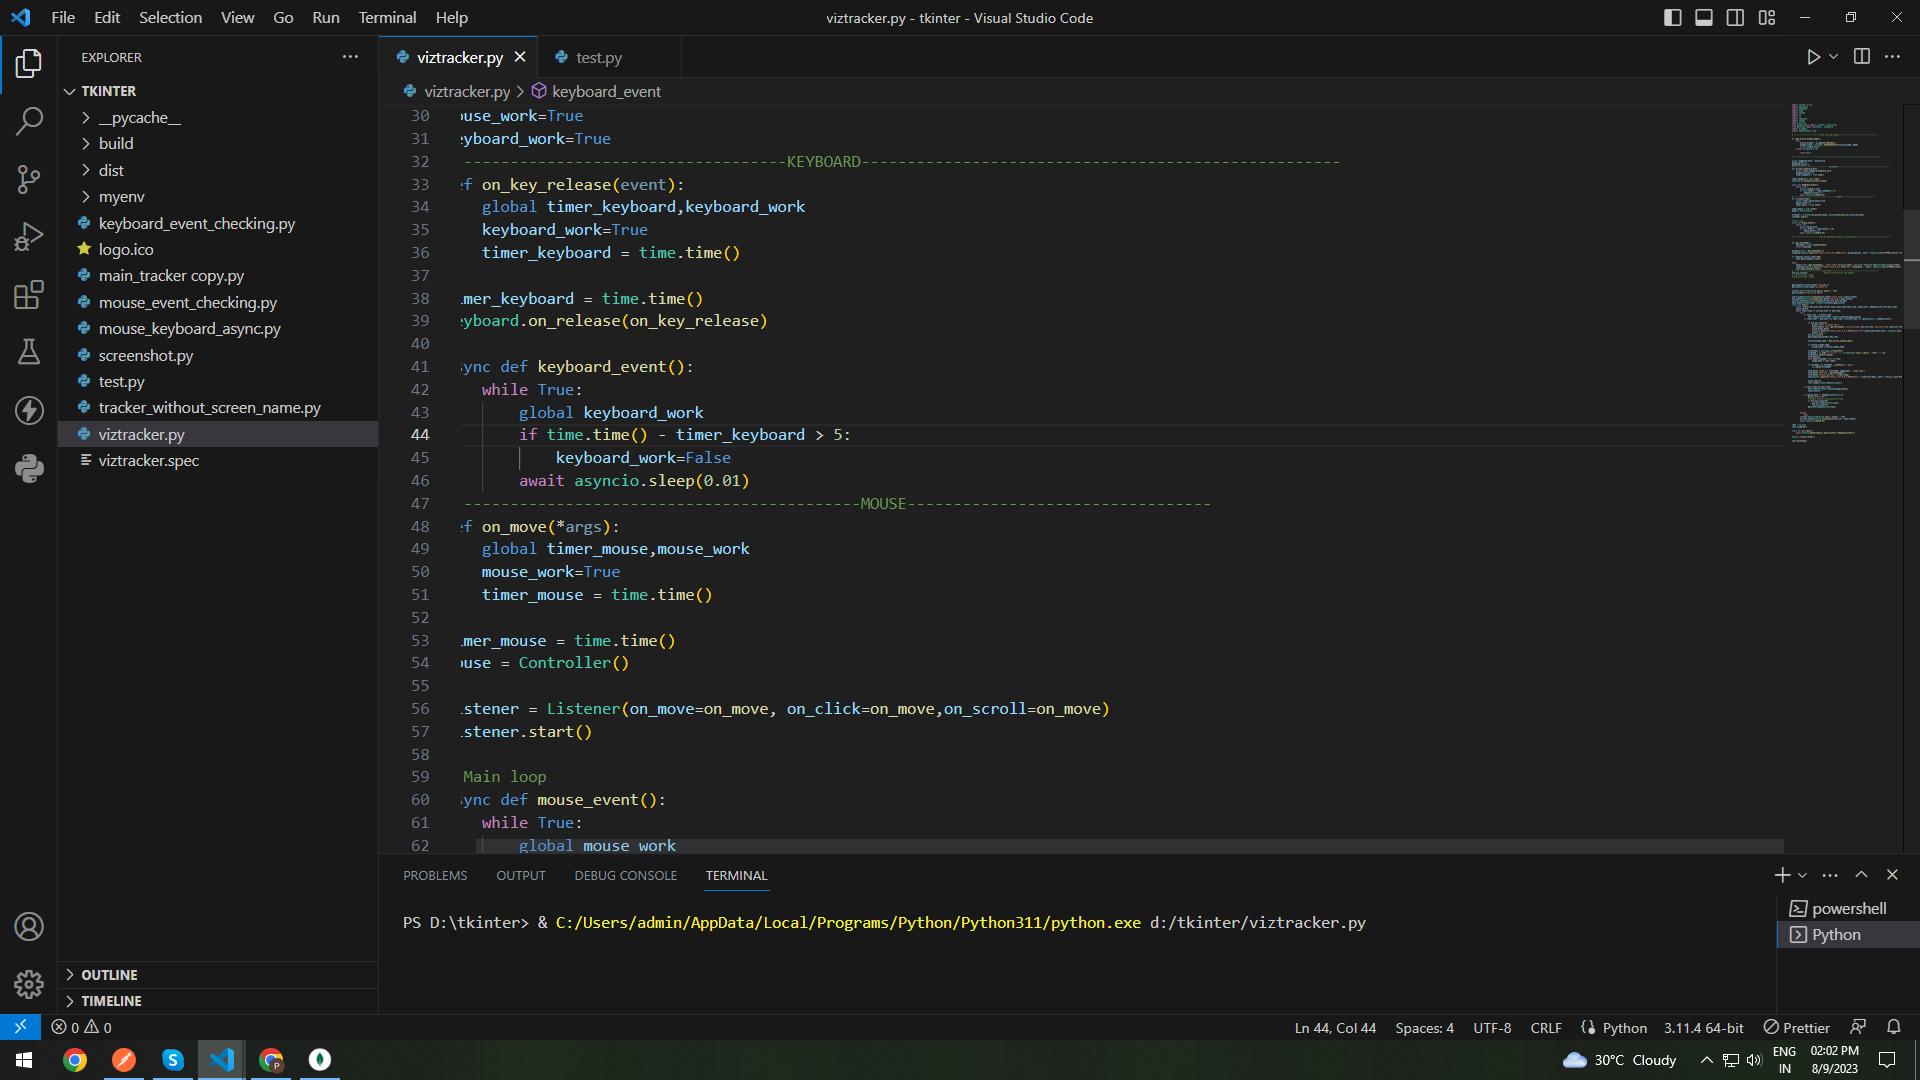 File Edit Selection View Go Run Terminal Help
viztracker.py - tkinter - Visual Studio Code
EXPLORER
TKINTER
__pycache__
build
dist
myenv
keyboard_event_checking.py
logo.ico
main_tracker copy.py
mouse_event_checking.py
mouse_keyboard_async.py
screenshot.py
test.py
tracker_without_screen_name.py
viztracker.py
viztracker.spec
OUTLINE
TIMELINE
viztracker.py test.py
viztracker.py > keyboard_event
30 ouse_work=True
31 eyboard_work=True
32 -----------------------------------KEYBOARD----------------------------------------------------
33 ef on_key_release(event):
34 global timer_keyboard,keyboard_work
35 keyboard_work=True
36 timer_keyboard = time.time()
37
38 imer_keyboard = time.time()
39 eyboard.on_release(on_key_release)
40
41 sync def keyboard_event():
42 while True:
43 global keyboard_work
44 if time.time() - timer_keyboard > 5:
45 keyboard_work=False
46 await asyncio.sleep(0.01)
47 -------------------------------------------MOUSE---------------------------------
48 ef on_move(*args):
49 global timer_mouse,mouse_work
50 mouse_work=True
51 timer_mouse = time.time()
52
53 imer_mouse = time.time()
54 ouse = Controller()
55
56 istener = Listener(on_move=on_move, on_click=on_move,on_scroll=on_move)
57 istener.start()
58
59 Main loop
60 sync def mouse_event():
61 while True:
62 global mouse_work
PROBLEMS OUTPUT DEBUG CONSOLE TERMINAL
PS D:\tkinter> & C:/Users/admin/AppData/Local/Programs/Python/Python311/python.exe d:/tkinter/viztracker.py
powershell
Python
0 0
Ln 44, Col 44 Spaces: 4 UTF-8 CRLF Python 3.11.4 64-bit Prettier
30°C Cloudy
ENG
IN
02:02 PM
8/9/2023